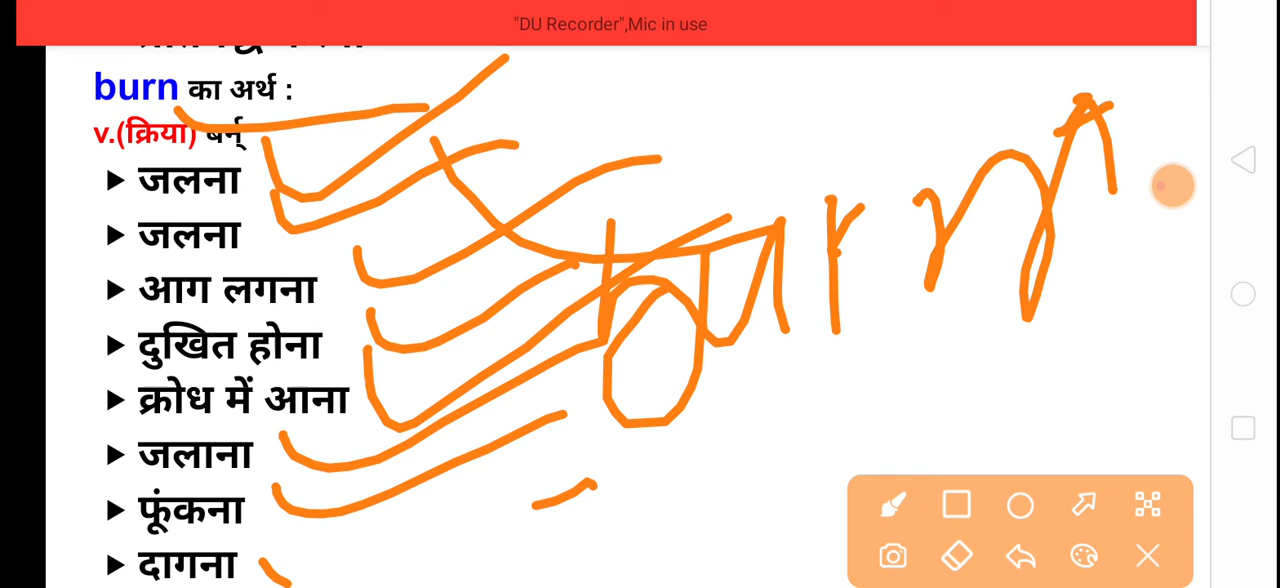 "DU Recorder",Mic in use
burn का अर्थ :
v.(क्रिया) बर्न्
▶ जलना
▶ जलना
▶ आग लगना
▶ दुखित होना
▶ क्रोध में आना
▶ जलाना
▶ फूंकना
▶ दागना
burn